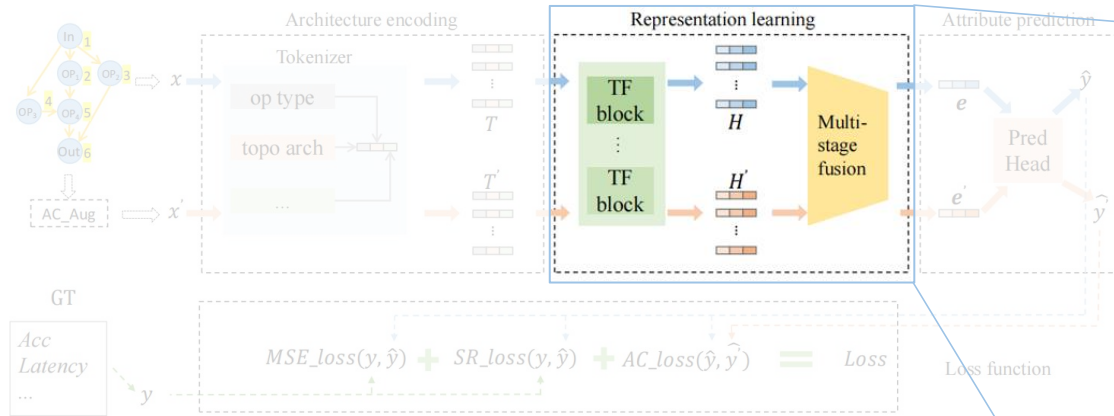 Architecture encoding
Representation learning
Attribute prediction
In
1
OP₁
2
OP₂
3
4
OP₃
OP₄
5
Out
6
AC_Aug
x
x'
Tokenizer
op type
topo arch
...
T
T'
TF
block
TF
block
H
H'
Multi-
stage
fusion
e
e'
Pred
Head
ŷ
ŷ'
GT
Acc
Latency
...
y
MSE_loss(y, ŷ) + SR_loss(y, ŷ) + AC_loss(ŷ, ŷ') = Loss
Loss function